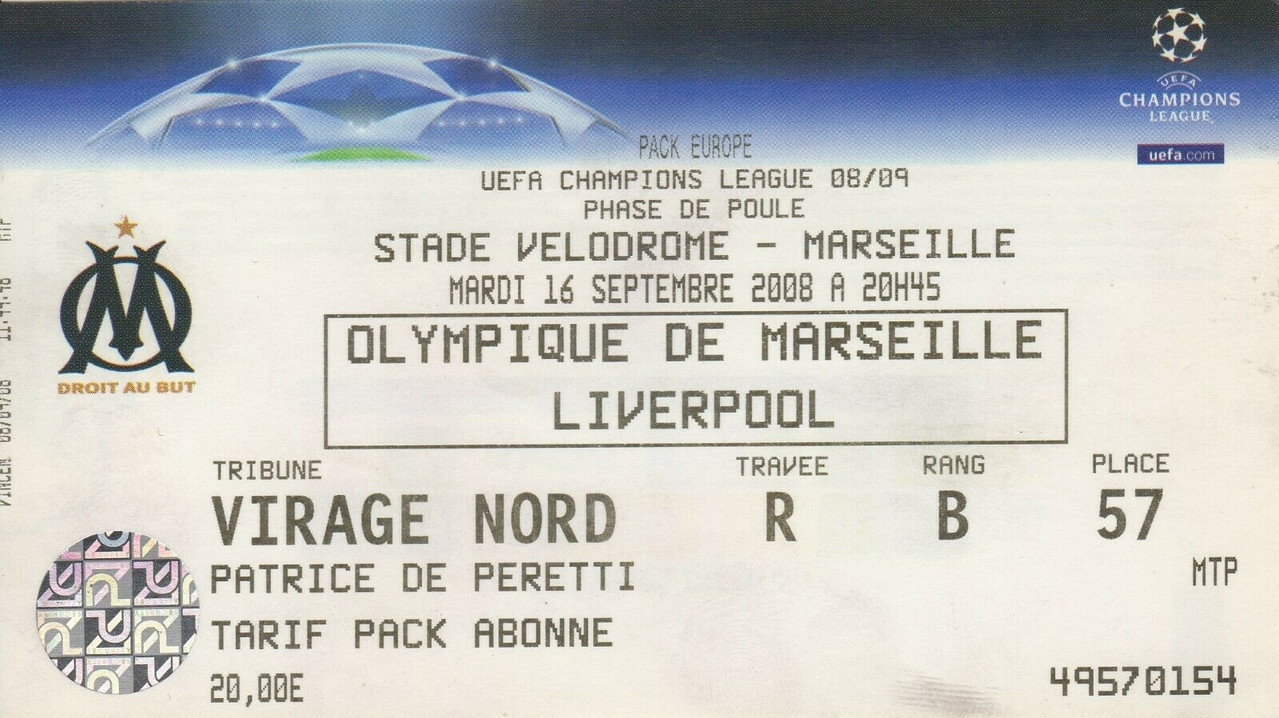 UEFA
CHAMPIONS
LEAGUE
uefa.com
PACK EUROPE
UEFA CHAMPIONS LEAGUE 08/09
PHASE DE POULE
STADE VELODROME - MARSEILLE
MARDI 16 SEPTEMBRE 2008 A 20H45
OLYMPIQUE DE MARSEILLE
LIVERPOOL
DROIT AU BUT
TRIBUNE TRAVEE RANG PLACE
VIRAGE NORD R B 57
PATRICE DE PERETTI MTP
TARIF PACK ABONNE
20,00E 49570154